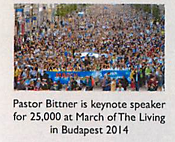 Pastor Bittner is keynote speaker
for 25,000 at March of The Living
in Budapest 2014